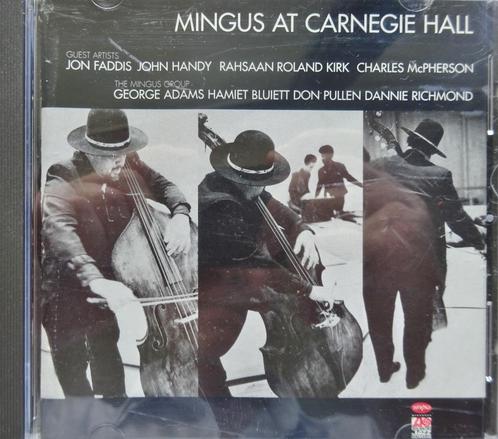 MINGUS AT CARNEGIE HALL
GUEST ARTISTS
JON FADDIS JOHN HANDY RAHSAAN ROLAND KIRK CHARLES McPHERSON
THE MINGUS GROUP
GEORGE ADAMS HAMIET BLUIETT DON PULLEN DANNIE RICHMOND